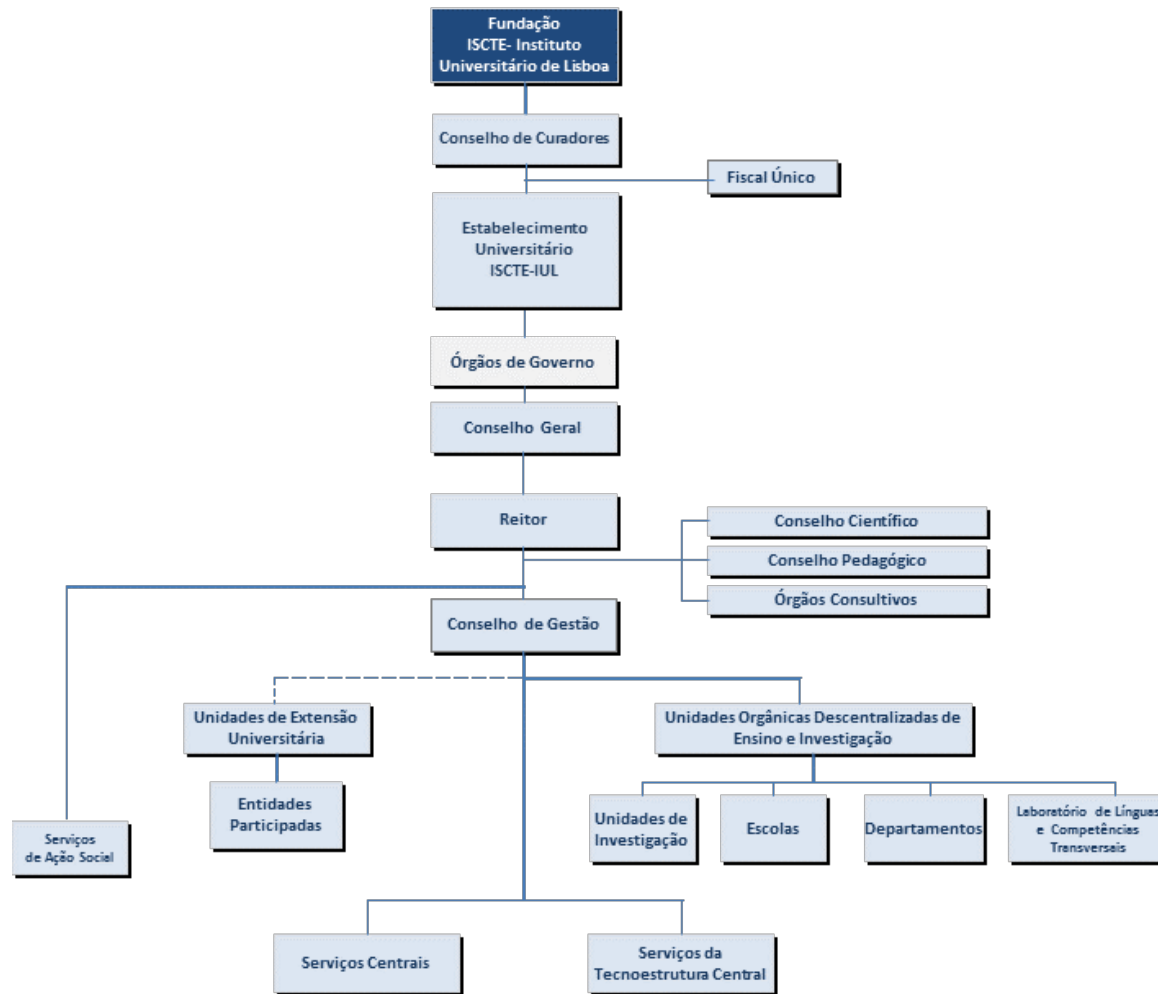 Fundação
ISCTE- Instituto
Universitário de Lisboa
Conselho de Curadores
Fiscal Único
Estabelecimento
Universitário
ISCTE-IUL
Órgãos de Governo
Conselho Geral
Reitor
Conselho Científico
Conselho Pedagógico
Órgãos Consultivos
Conselho de Gestão
Unidades de Extensão
Universitária
Unidades Orgânicas Descentralizadas de
Ensino e Investigação
Entidades
Participadas
Unidades de
Investigação
Escolas
Departamentos
Laboratório de Línguas
e Competências
Transversais
Serviços
de Ação Social
Serviços Centrais
Serviços da
Tecnoestrutura Central